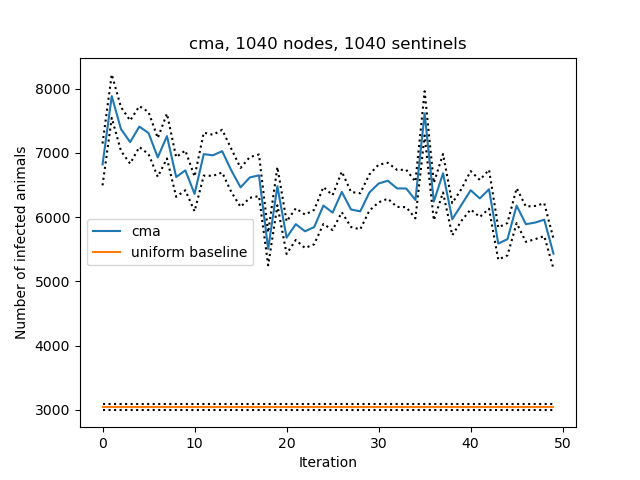 cma, 1040 nodes, 1040 sentinels
Number of infected animals
8000
7000
6000
5000
4000
3000
cma
uniform baseline
0 10 20 30 40 50
Iteration